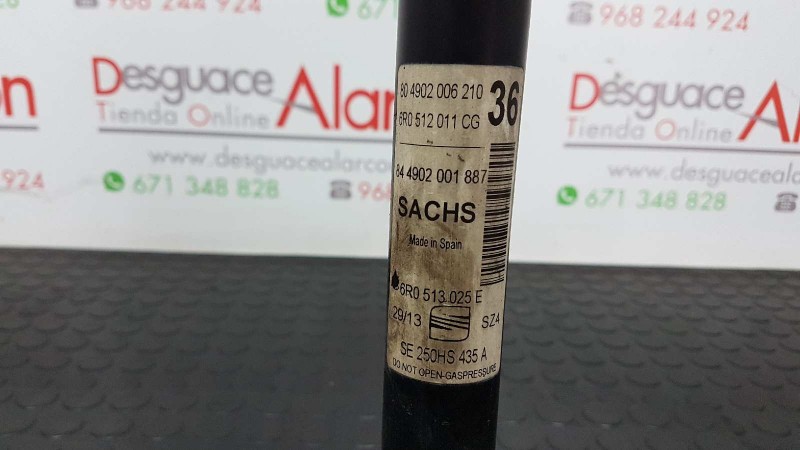 968 244 924
671
968 244 924
Desguace Alarcon
Tienda Online
www.desguacealarcon
671 348 828
968
Desguace Alar
Tienda Online
www.desguacealar
671 348 828
924
80 4902 006 210
36
6R0 512 011 CG
84 4902 001 887
SACHS
Made in Spain
6R0 513 025 E
29/13
SZ4
SE 250HS 435 A
DO NOT OPEN-GASPRESSURE